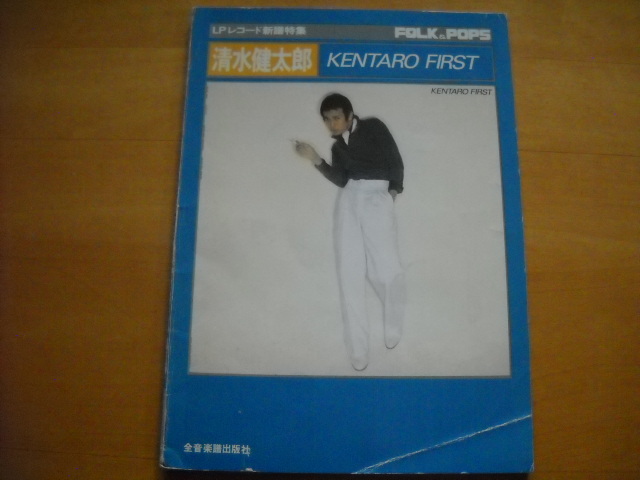 LPレコード新譜特集
FOLK & POPS
清水健太郎
KENTARO FIRST
KENTARO FIRST
全音楽譜出版社